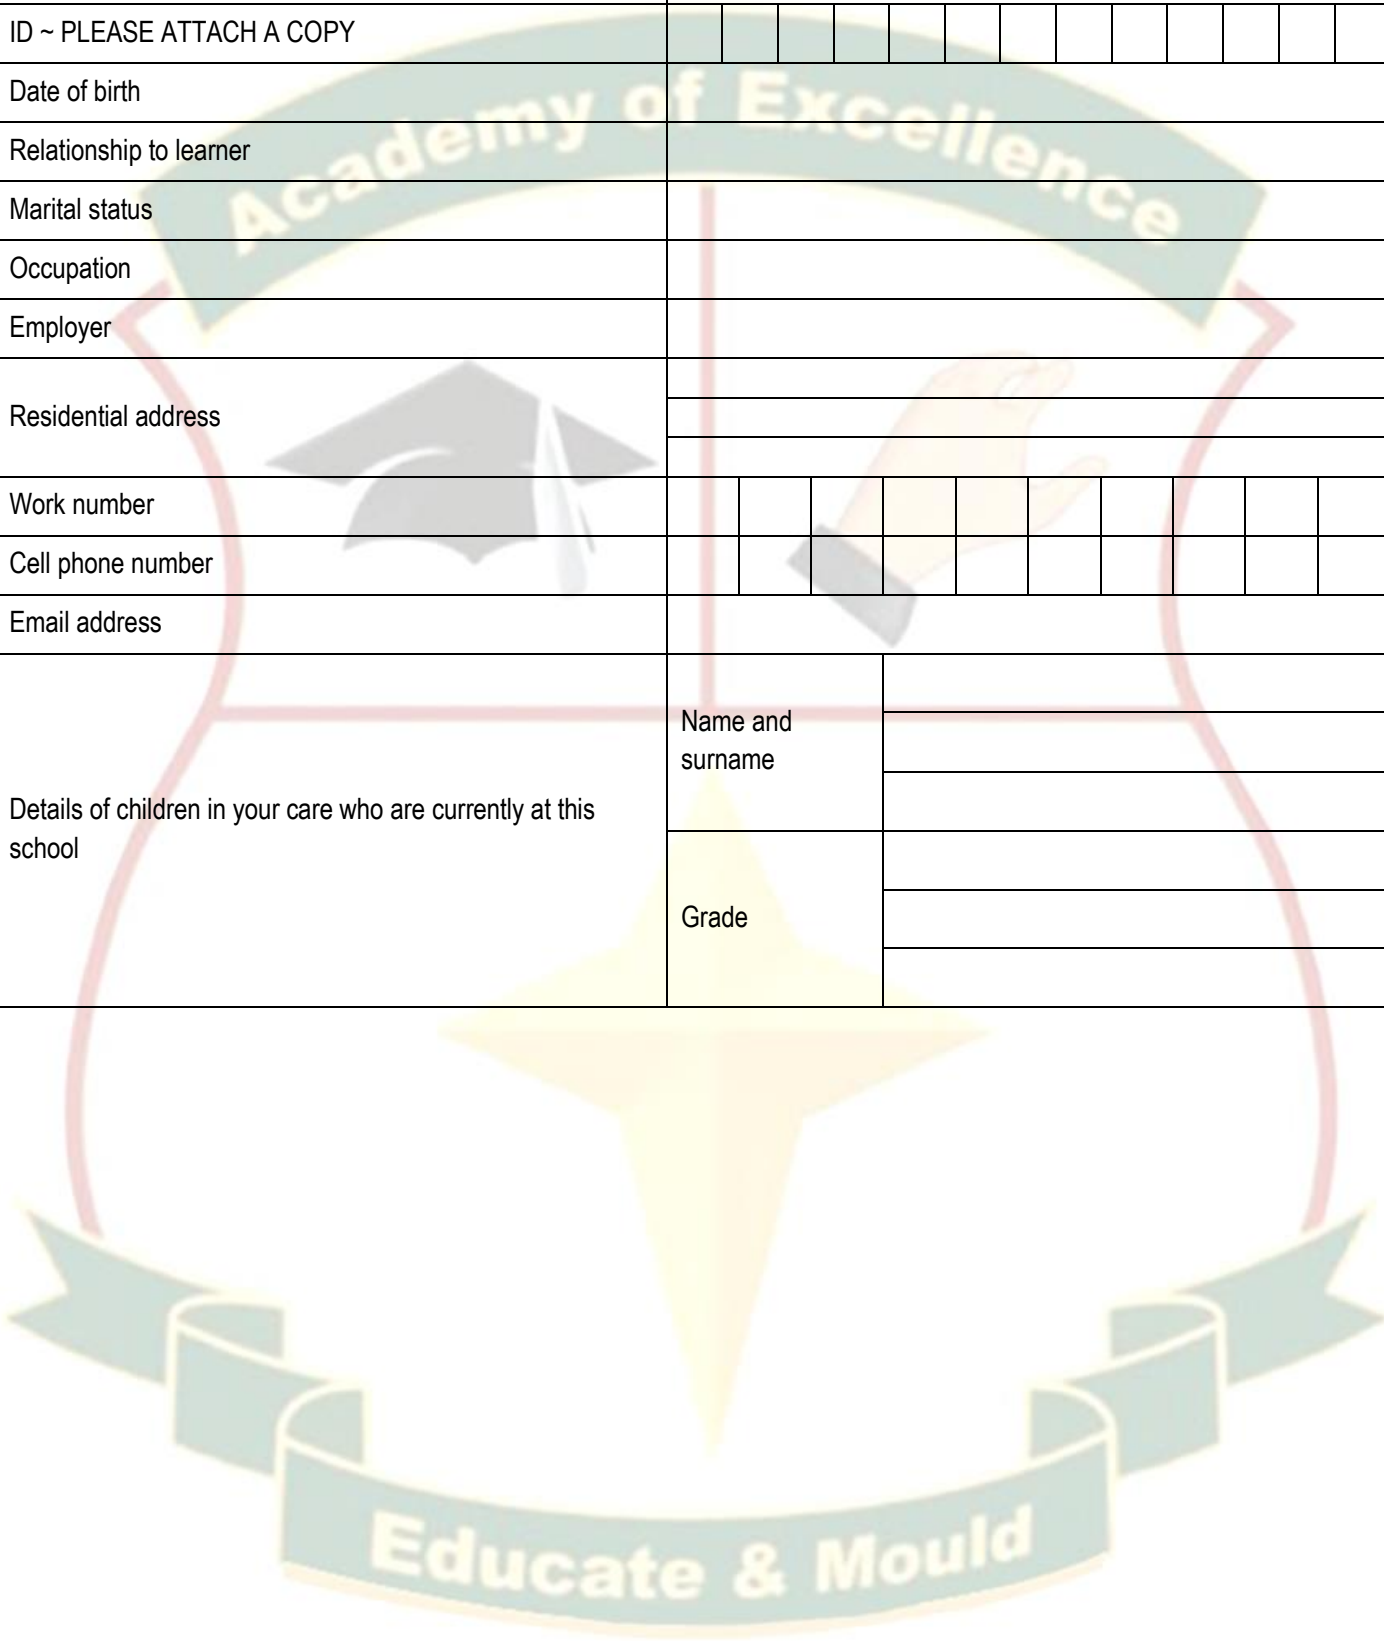 ID ~ PLEASE ATTACH A COPY
Date of birth
Academy of Excellence
Relationship to learner
Marital status
Occupation
Employer
Residential address
Work number
Cell phone number
Email address
Name and
surname
Details of children in your care who are currently at this
school
Grade
Educate & Mould